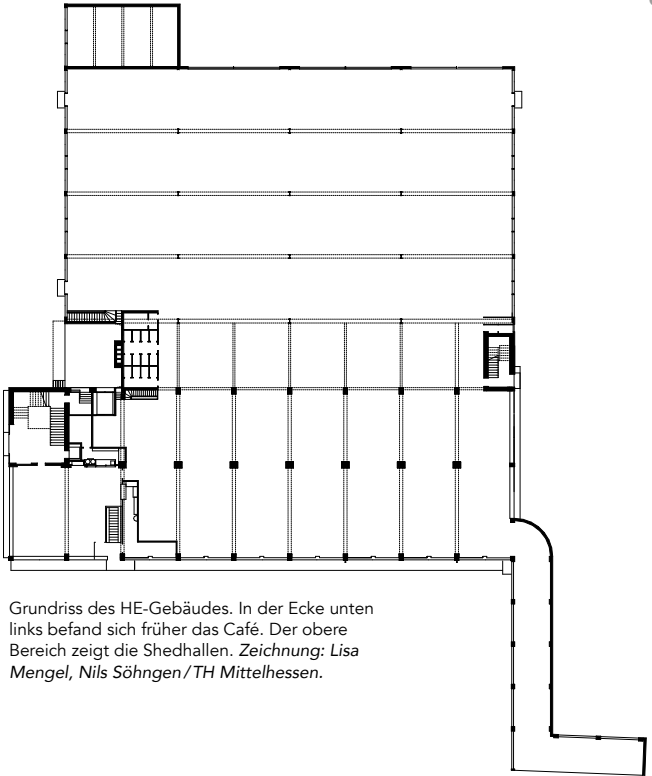 Grundriss des HE-Gebäudes. In der Ecke unten
links befand sich früher das Café. Der obere
Bereich zeigt die Shedhallen. Zeichnung: Lisa
Mengel, Nils Söhngen / TH Mittelhessen.